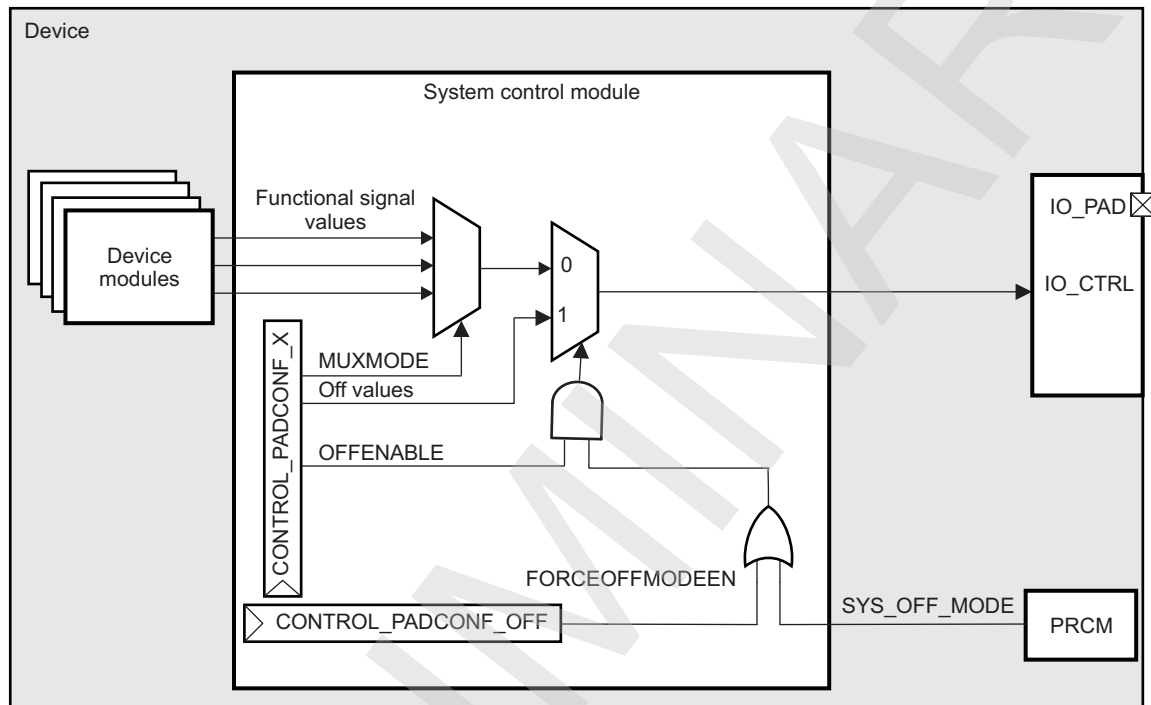 Device
System control module
Functional signal
values
Device
modules
IO_PAD
IO_CTRL
0
1
CONTROL_PADCONF_X
MUXMODE
Off values
OFFENABLE
FORCEOFFMODEEN
CONTROL_PADCONF_OFF
SYS_OFF_MODE
PRCM